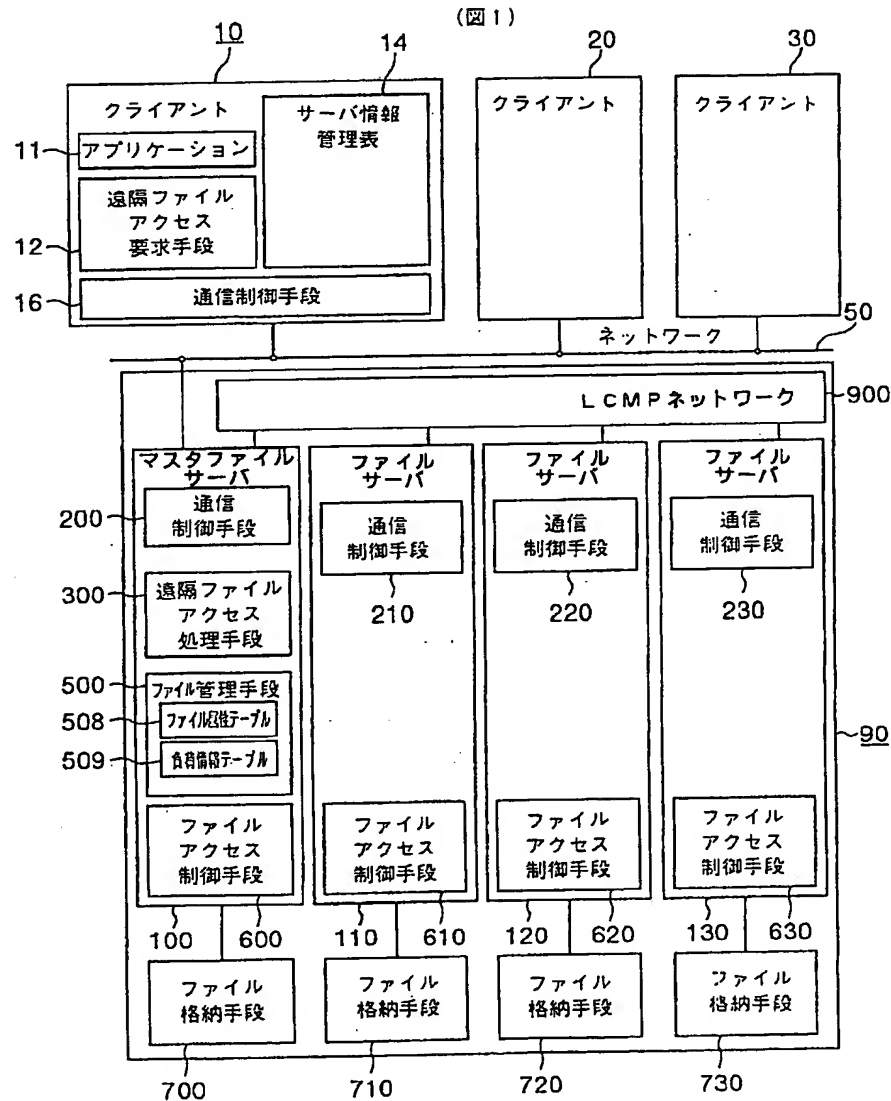 (図1)
10
14
20
30
クライアント
サーバ情報
管理表
クライアント
クライアント
11
アプリケーション
遠隔ファイル
アクセス
要求手段
12
16
通信制御手段
ネットワーク
50
LCMPネットワーク
900
マスタファイル
サーバ
ファイル
サーバ
ファイル
サーバ
ファイル
サーバ
200
通信
制御手段
通信
制御手段
通信
制御手段
通信
制御手段
210
220
230
300
遠隔ファイル
アクセス
処理手段
500
ファイル管理手段
508
ファイル属性テーブル
509
負荷情報テーブル
90
ファイル
アクセス
制御手段
ファイル
アクセス
制御手段
ファイル
アクセス
制御手段
ファイル
アクセス
制御手段
100
600
110
610
120
620
130
630
ファイル
格納手段
ファイル
格納手段
ファイル
格納手段
ファイル
格納手段
700
710
720
730